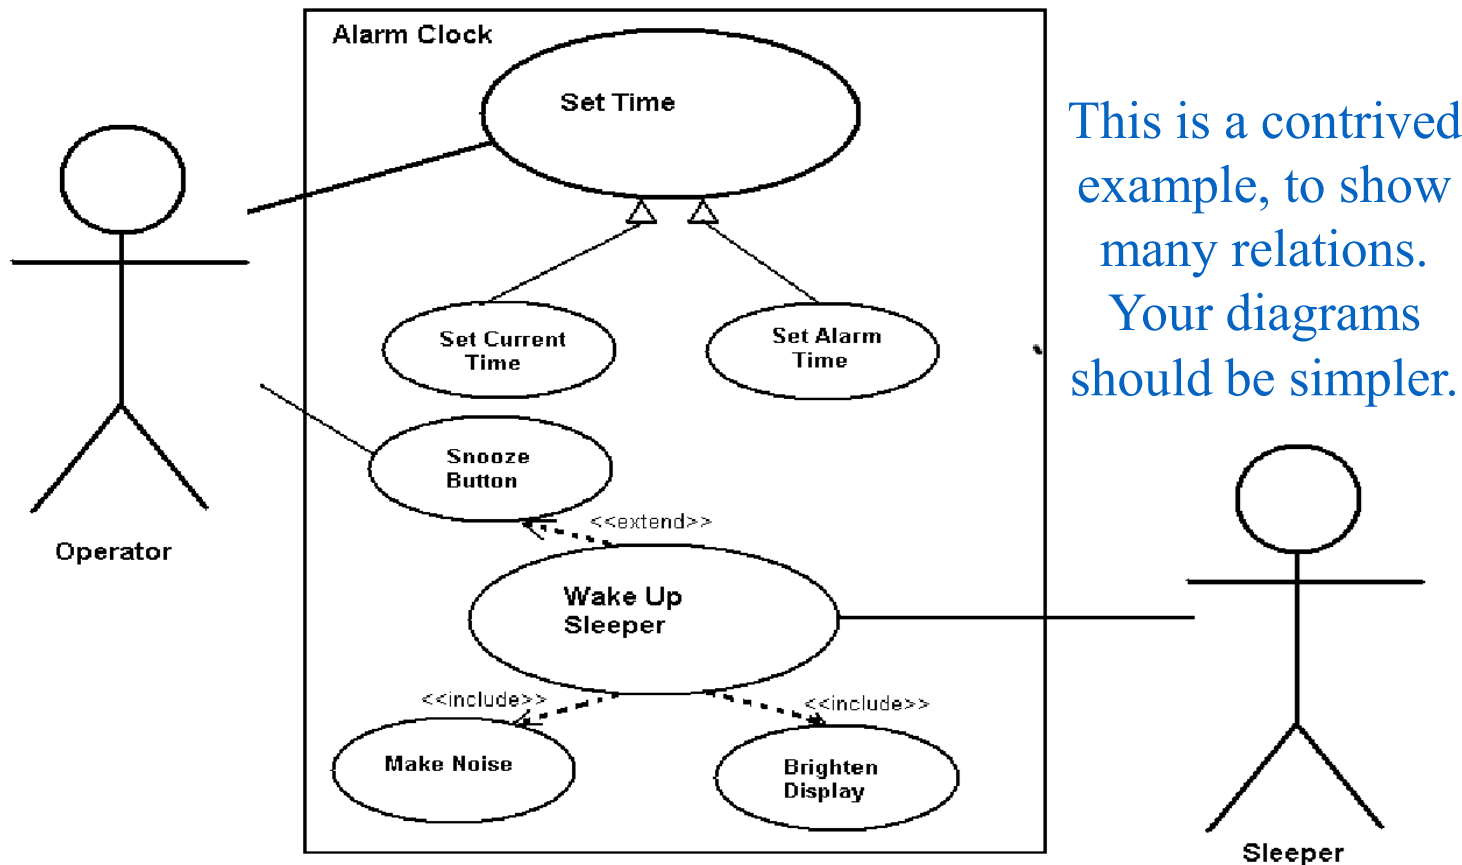 Alarm Clock
Set Time
This is a contrived
example, to show
many relations.
Your diagrams
should be simpler.
Set Current
Time
Set Alarm
Time
Snooze
Button
<<extend>>
Operator
Wake Up
Sleeper
<<include>>
<<include>>
Make Noise
Brighten
Display
Sleeper